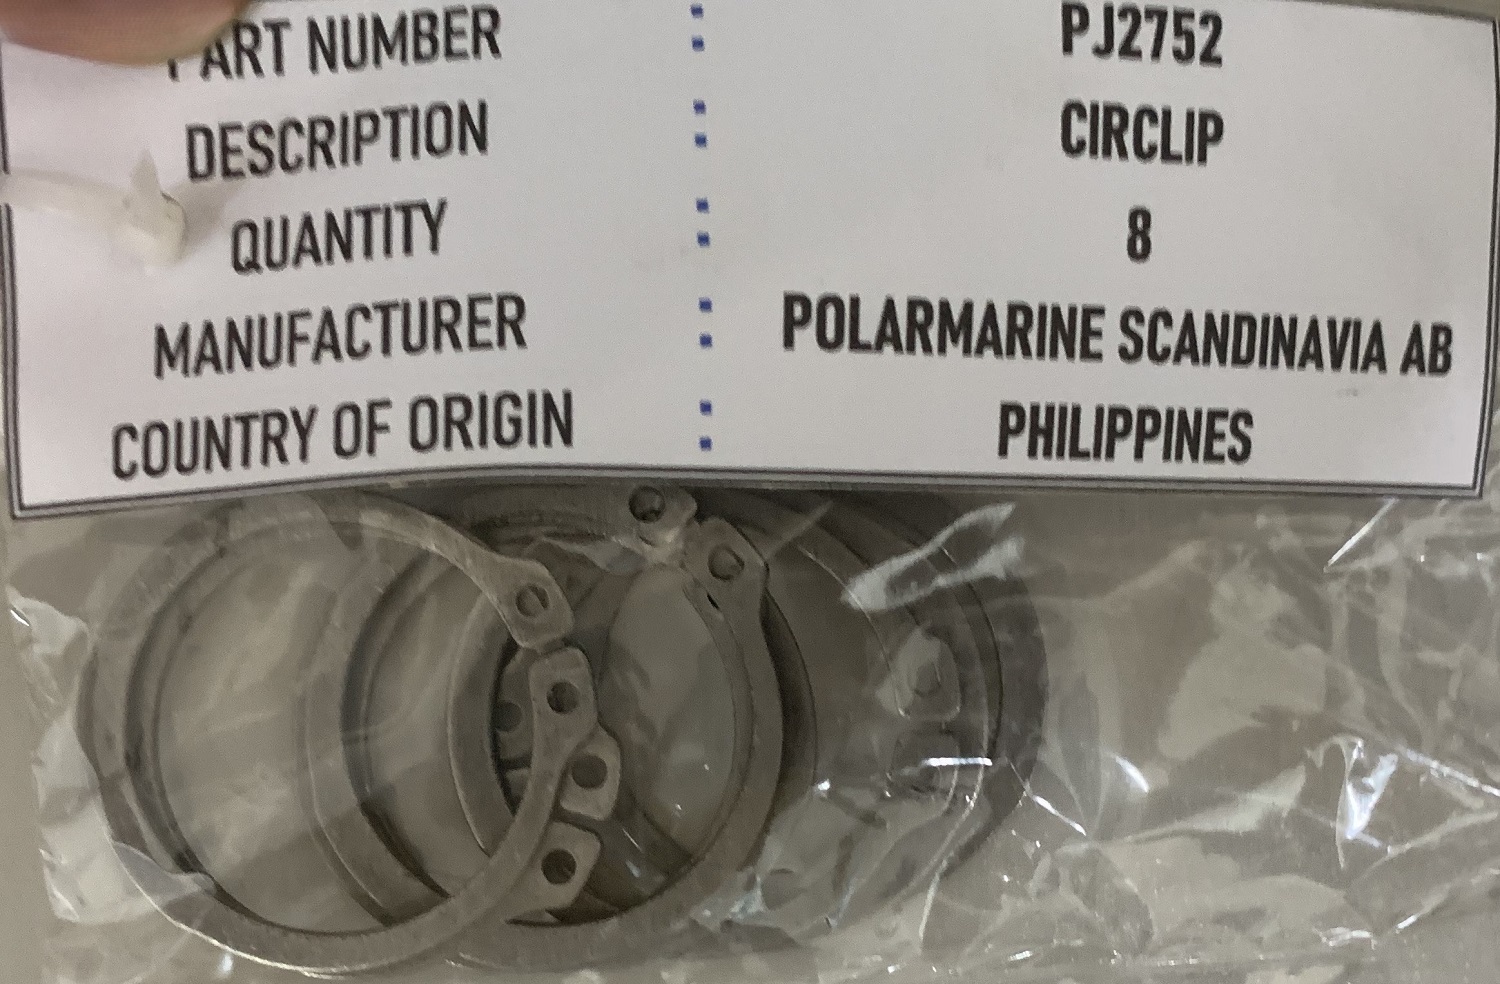 PART NUMBER : PJ2752
DESCRIPTION : CIRCLIP
QUANTITY : 8
MANUFACTURER : POLARMARINE SCANDINAVIA AB
COUNTRY OF ORIGIN : PHILIPPINES